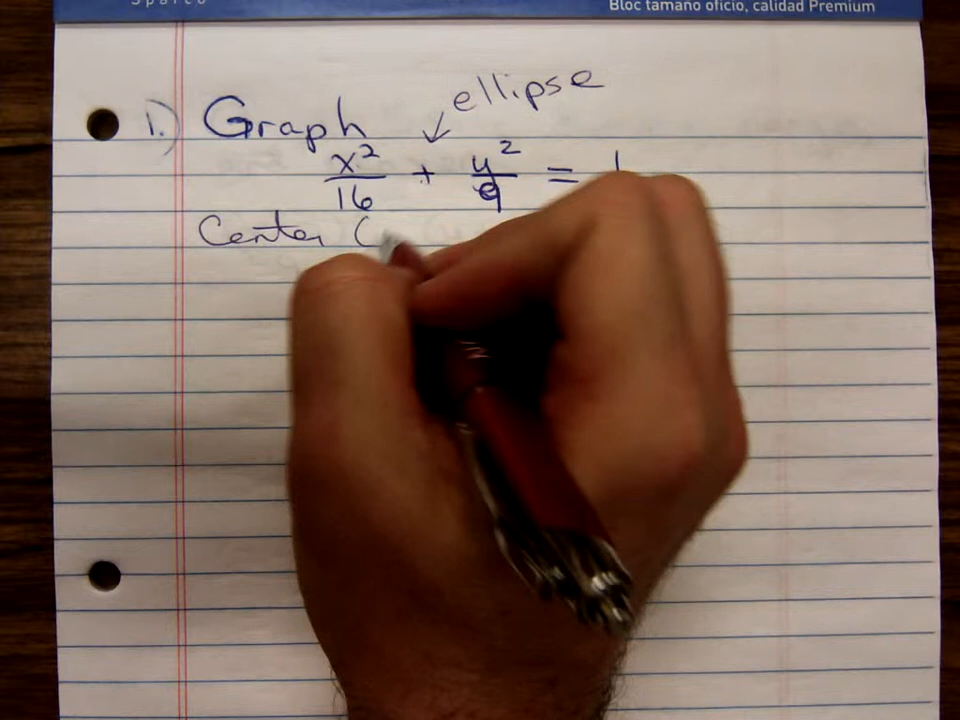 Bloc tamaño oficio, calidad Premium
ellipse
1.) Graph
x²/16 + y²/9 = 1
Center (